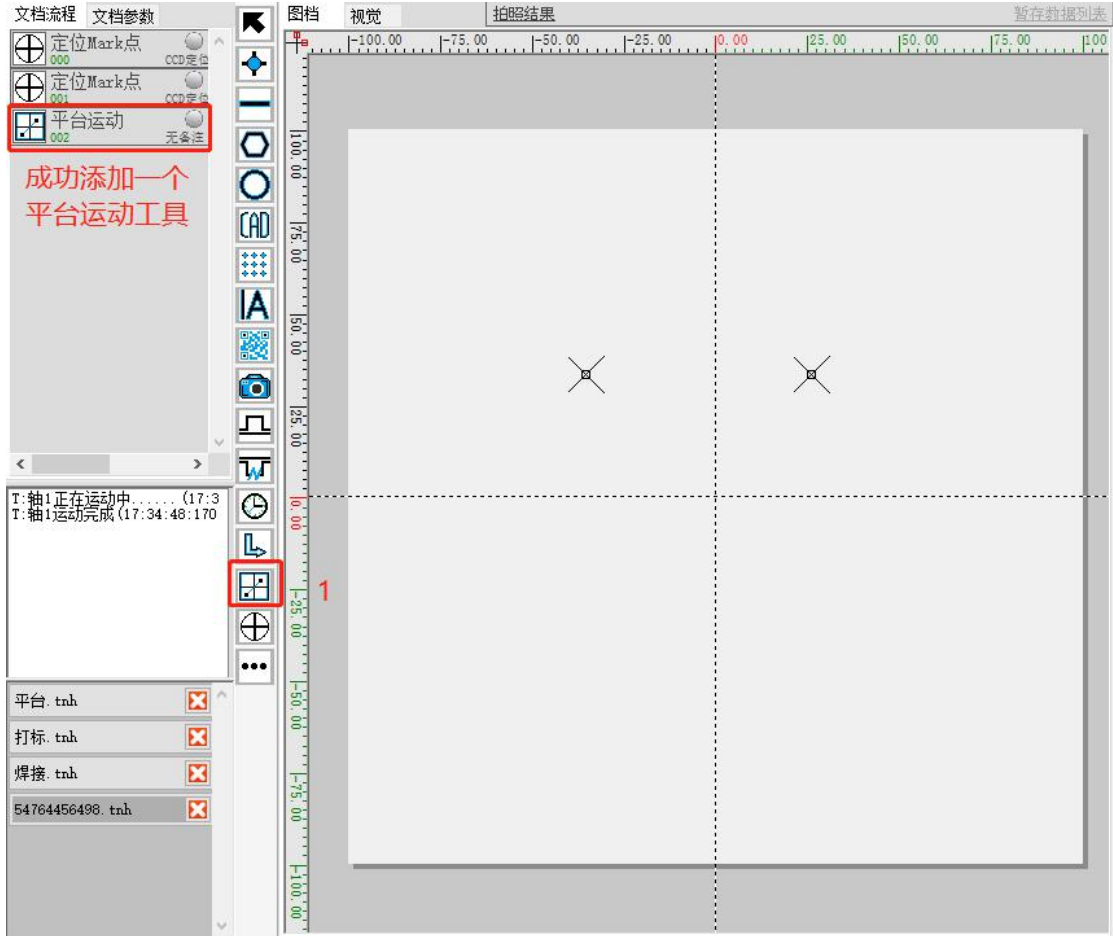 文档流程 文档参数
图档 视觉 拍照结果 暂存数据列表
定位Mark点
000 CCD定位
定位Mark点
001 CCD定位
平台运动
002 无备注
成功添加一个
平台运动工具
-100.00 -75.00 -50.00 -25.00 0.00 25.00 50.00 75.00 100
100.00
75.00
50.00
25.00
0.00
-25.00
-50.00
-75.00
-100.00
CAD
A
1
T:轴1正在运动中...... (17:3
T:轴1运动完成(17:34:48:170
平台.tnh
打标.tnh
焊接.tnh
54764456498.tnh